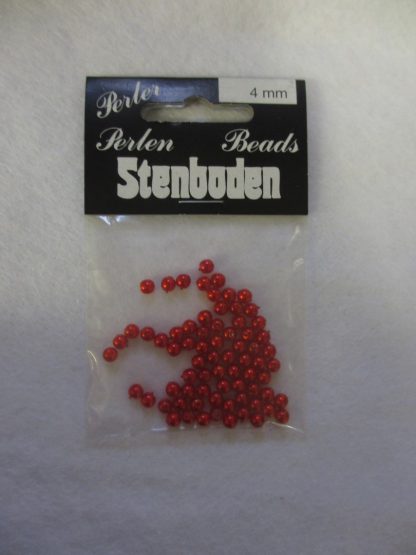 Perler
4 mm
Perlen Beads
Stenboden